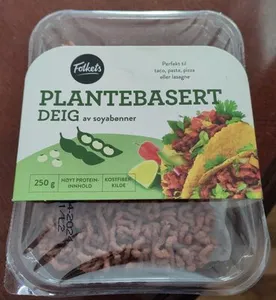 Folkets
Perfekt til
taco, pasta, pizza
eller lasagne
PLANTEBASERT
DEIG av soyabønner
250 g
HØYT PROTEIN-
INNHOLD
KOSTFIBER-
KILDE